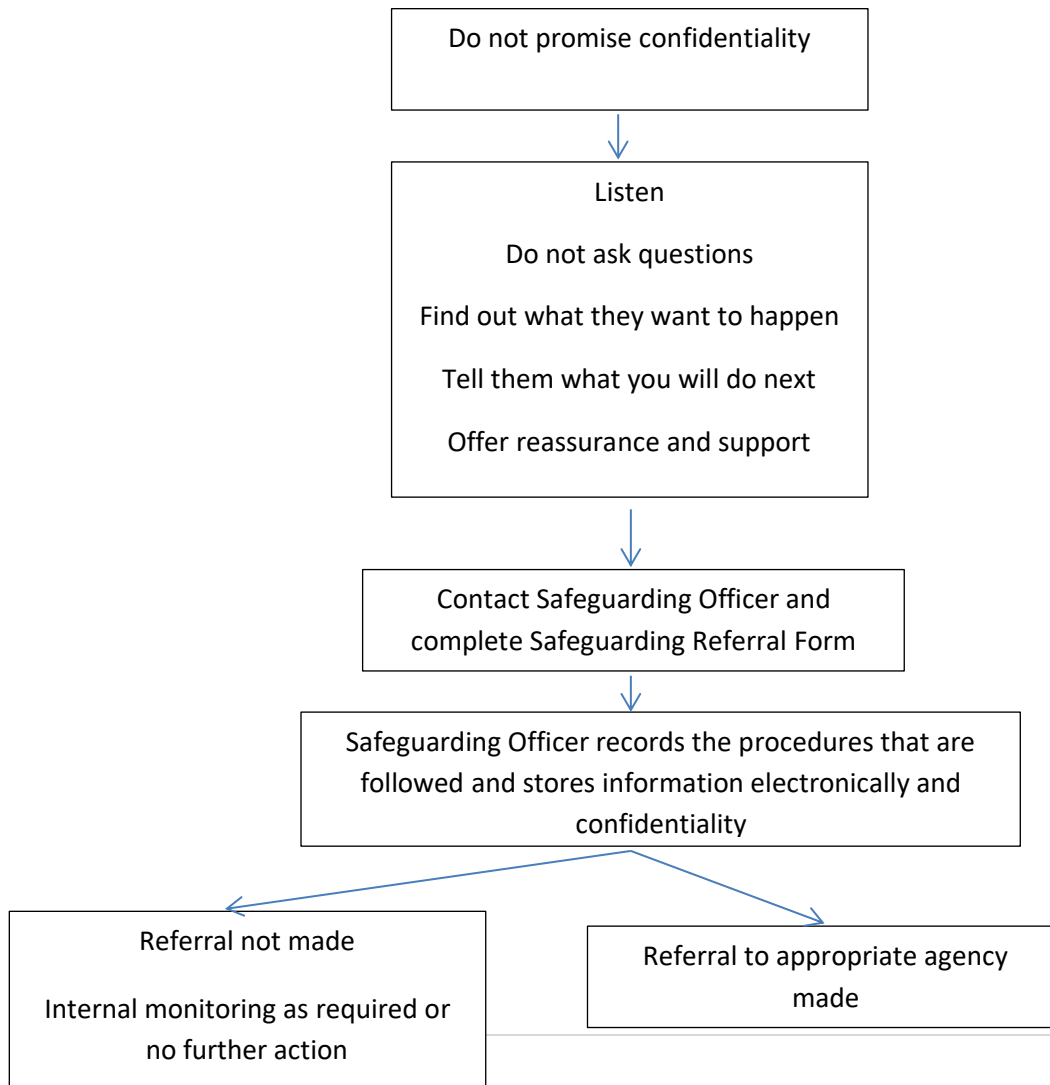 Do not promise confidentiality
Listen
Do not ask questions
Find out what they want to happen
Tell them what you will do next
Offer reassurance and support
Contact Safeguarding Officer and
complete Safeguarding Referral Form
Safeguarding Officer records the procedures that are
followed and stores information electronically and
confidentiality
Referral not made
Internal monitoring as required or
no further action
Referral to appropriate agency
made